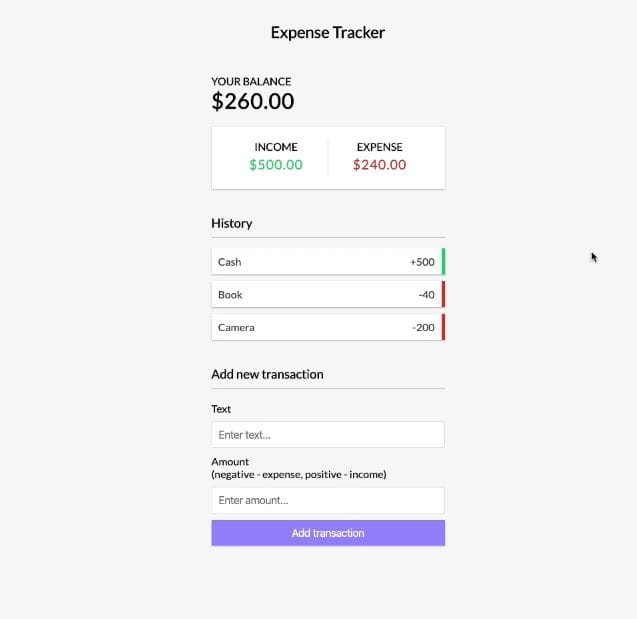 Expense Tracker
YOUR BALANCE
$260.00
INCOME EXPENSE
$500.00 $240.00
History
Cash +500
Book -40
Camera -200
Add new transaction
Text
Enter text...
Amount
(negative - expense, positive - income)
Enter amount...
Add transaction